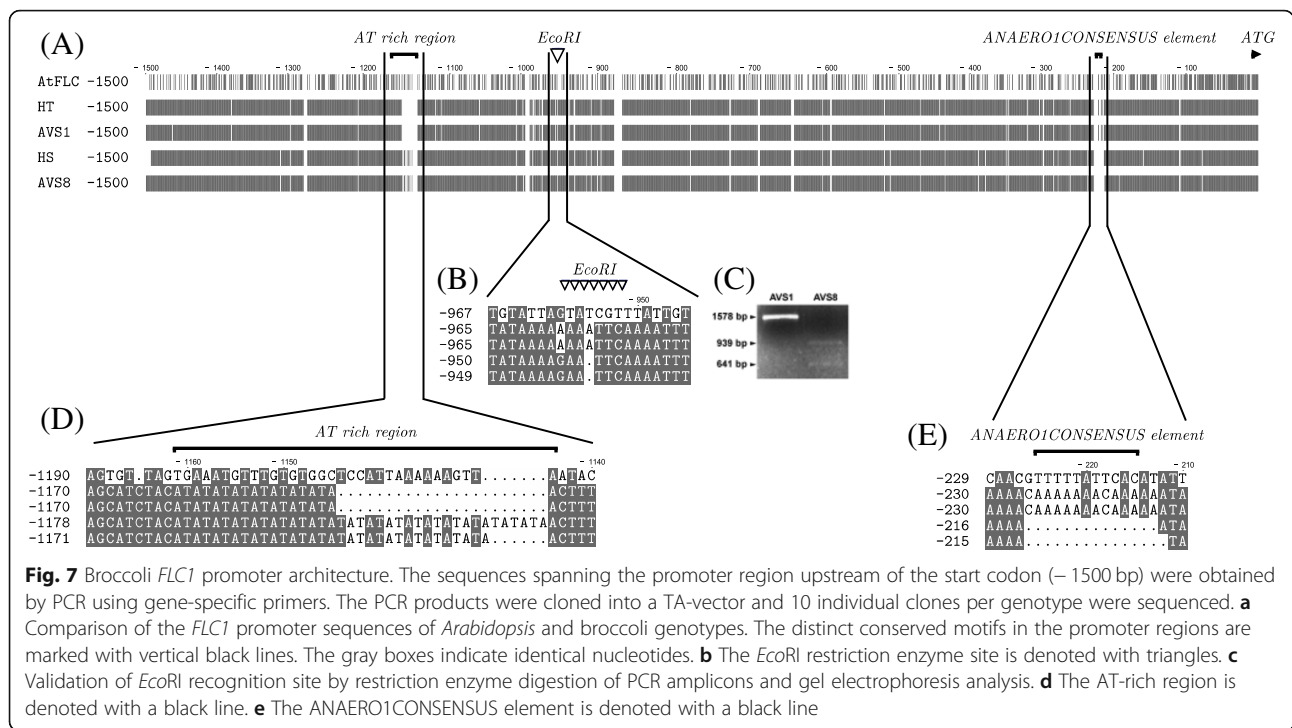 (A)
AT rich region EcoRI ANAERO1CONSENSUS element ATG
- 1500 - 1400 - 1300 - 1200 - 1100 - 1000 - 900 - 800 - 700 - 600 - 500 - 400 - 300 - 200 - 100
AtFLC -1500
HT -1500
AVS1 -1500
HS -1500
AVS8 -1500
(B)
EcoRI
- 950
-967 TGTATTAGTATCGTTTATTGT
-965 TATAAAAAAAATTCAAAATTT
-965 TATAAAAAAAATTCAAAATTT
-950 TATAAAAGAA.TTCAAAATTT
-949 TATAAAAGAA.TTCAAAATTT
(C)
AVS1 AVS8
1578 bp
939 bp
641 bp
(D)
AT rich region
- 1160 - 1150 - 1140
-1190 AGTGT.TAGTGAAATGTTTGTGTGGCTCCATTAAAAAAGTT.......AATAC
-1170 AGCATCTACATATATATATATATATA......................ACTTT
-1170 AGCATCTACATATATATATATATATA......................ACTTT
-1178 AGCATCTACATATATATATATATATATATATATATATATATATATATAACTTT
-1171 AGCATCTACATATATATATATATATATATATATATATATATA......ACTTT
(E)
ANAERO1CONSENSUS element
- 220 - 210
-229 CAACGTTTTTATTCACATATT
-230 AAAACAAAAAAACAAAAAATA
-230 AAAACAAAAAAACAAAAAATA
-216 AAAA..............ATA
-215 AAAA...............TA
Fig. 7 Broccoli FLC1 promoter architecture. The sequences spanning the promoter region upstream of the start codon (− 1500 bp) were obtained
by PCR using gene-specific primers. The PCR products were cloned into a TA-vector and 10 individual clones per genotype were sequenced. a
Comparison of the FLC1 promoter sequences of Arabidopsis and broccoli genotypes. The distinct conserved motifs in the promoter regions are
marked with vertical black lines. The gray boxes indicate identical nucleotides. b The EcoRI restriction enzyme site is denoted with triangles. c
Validation of EcoRI recognition site by restriction enzyme digestion of PCR amplicons and gel electrophoresis analysis. d The AT-rich region is
denoted with a black line. e The ANAERO1CONSENSUS element is denoted with a black line